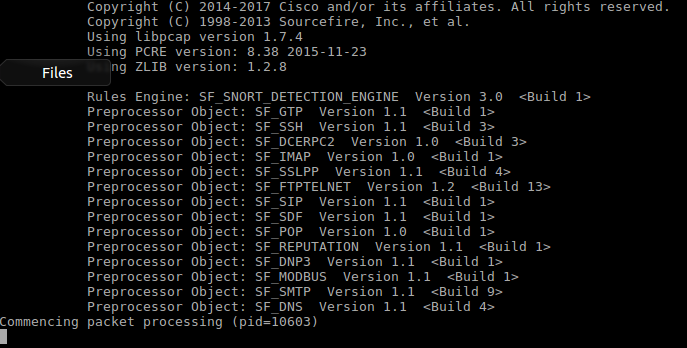 Copyright (C) 2014-2017 Cisco and/or its affiliates. All rights reserved.
Copyright (C) 1998-2013 Sourcefire, Inc., et al.
Using libpcap version 1.7.4
Using PCRE version: 8.38 2015-11-23
Files
ZLIB version: 1.2.8
Rules Engine: SF_SNORT_DETECTION_ENGINE  Version 3.0  <Build 1>
Preprocessor Object: SF_GTP  Version 1.1  <Build 1>
Preprocessor Object: SF_SSH  Version 1.1  <Build 3>
Preprocessor Object: SF_DCERPC2  Version 1.0  <Build 3>
Preprocessor Object: SF_IMAP  Version 1.0  <Build 1>
Preprocessor Object: SF_SSLPP  Version 1.1  <Build 4>
Preprocessor Object: SF_FTPTELNET  Version 1.2  <Build 13>
Preprocessor Object: SF_SIP  Version 1.1  <Build 1>
Preprocessor Object: SF_SDF  Version 1.1  <Build 1>
Preprocessor Object: SF_POP  Version 1.0  <Build 1>
Preprocessor Object: SF_REPUTATION  Version 1.1  <Build 1>
Preprocessor Object: SF_DNP3  Version 1.1  <Build 1>
Preprocessor Object: SF_MODBUS  Version 1.1  <Build 1>
Preprocessor Object: SF_SMTP  Version 1.1  <Build 9>
Preprocessor Object: SF_DNS  Version 1.1  <Build 4>
Commencing packet processing (pid=10603)